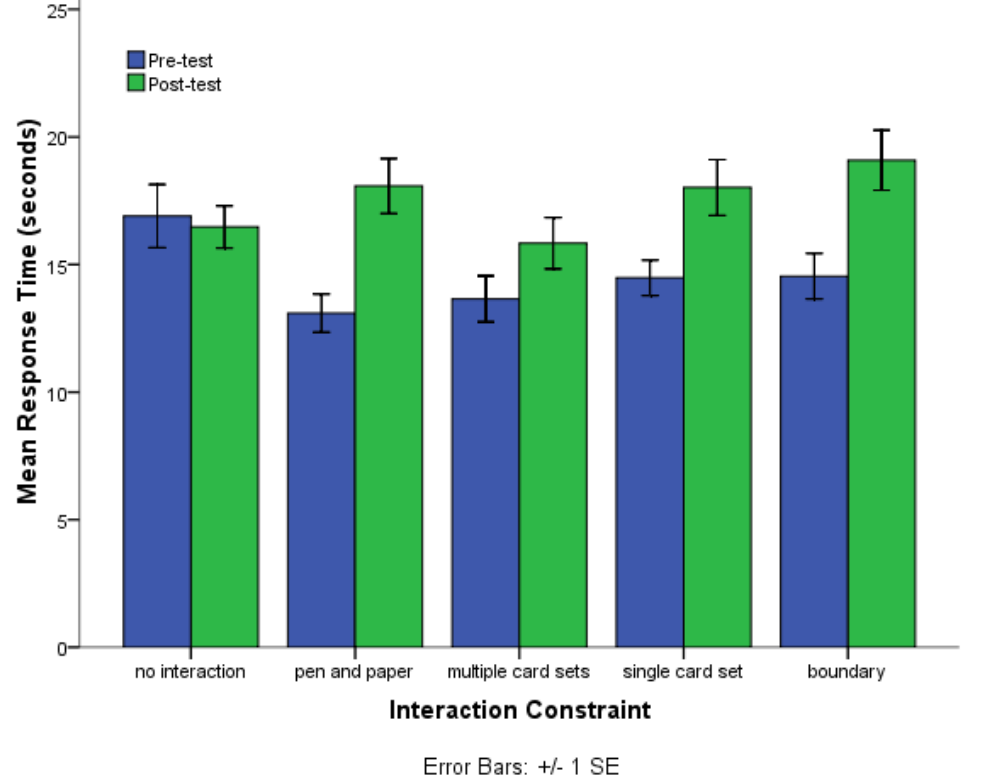 25
Pre-test
Post-test
20
15
10
5
0
Mean Response Time (seconds)
no interaction pen and paper multiple card sets single card set boundary
Interaction Constraint
Error Bars: +/- 1 SE